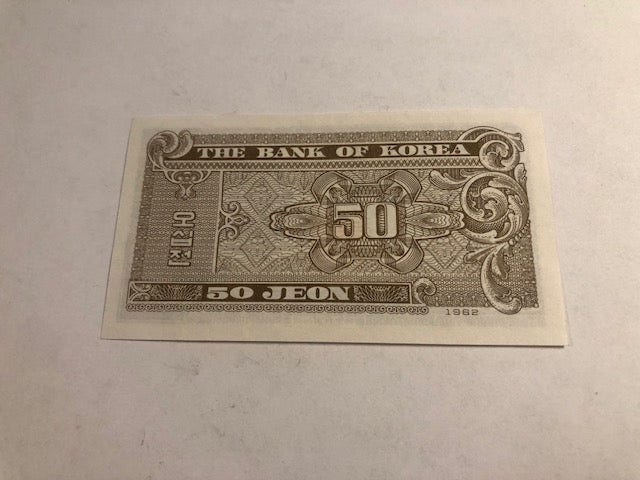 THE BANK OF KOREA
오십전
50
50 JEON
1962